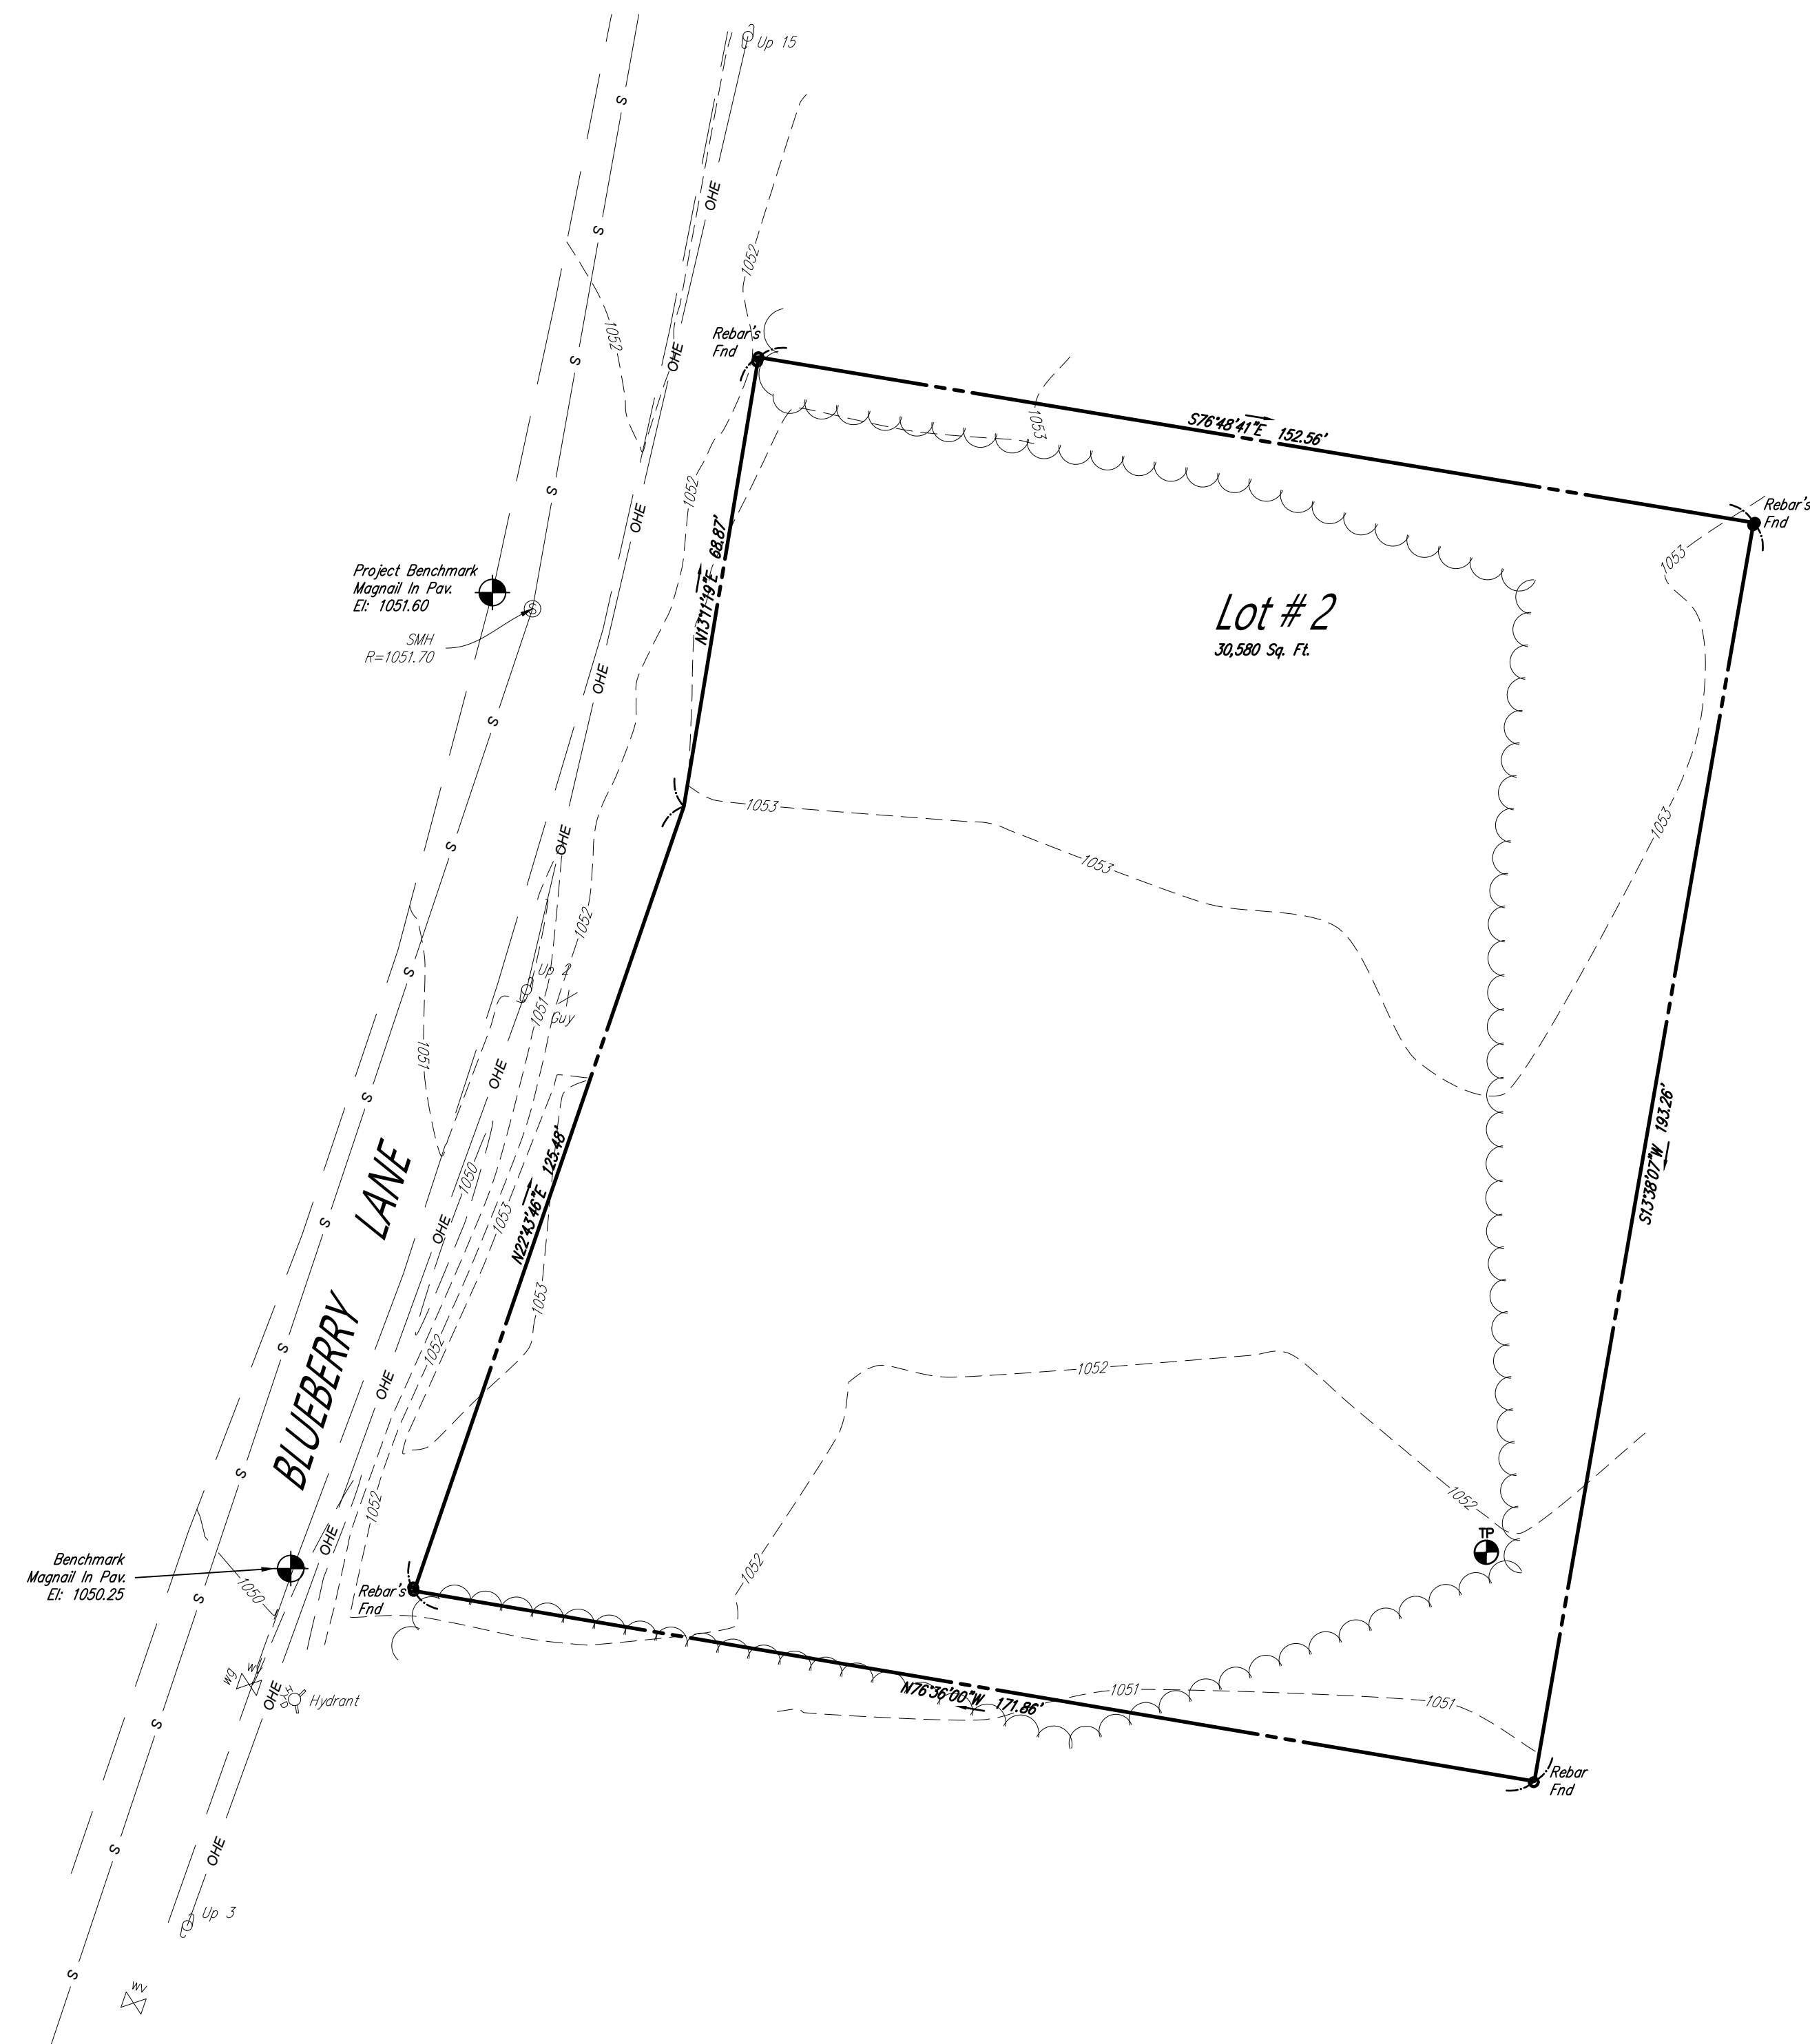 Up 15
S
OHE
1052
S
1052
1052
OHE
S
Rebar's
Fnd
1053
S76°48'41"E 152.56'
1052
S
OHE
Rebar's
Fnd
1053
N13°11'19"E 68.87'
Project Benchmark
Magnail In Pav.
El: 1051.60
Lot # 2
30,580 Sq. Ft.
S
SMH
R=1051.70
OHE
S
1053
1053
1053
OHE
S
1052
S
Up 2
1051
Guy
1051
OHE
S
S13°38'07"W 193.26'
N22°43'46"E 125.48'
1050
1053
BLUEBERRY LANE
S
OHE
1053
1052
S
OHE
1052
S
1052
1052
TP
OHE
Benchmark
Magnail In Pav.
El: 1050.25
1050
Rebar's
Fnd
1052
S
wg
wv
HYD
Hydrant
OHE
N76°36'00"W 171.86'
1051
1051
S
Rebar
Fnd
S
OHE
Up 3
S
wv